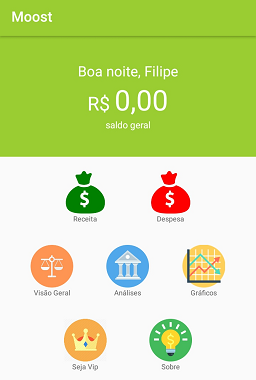 Moost
Boa noite, Filipe
R$ 0,00
saldo geral
$ $
Receita Despesa
Visão Geral Análises Gráficos
$
Seja Vip Sobre